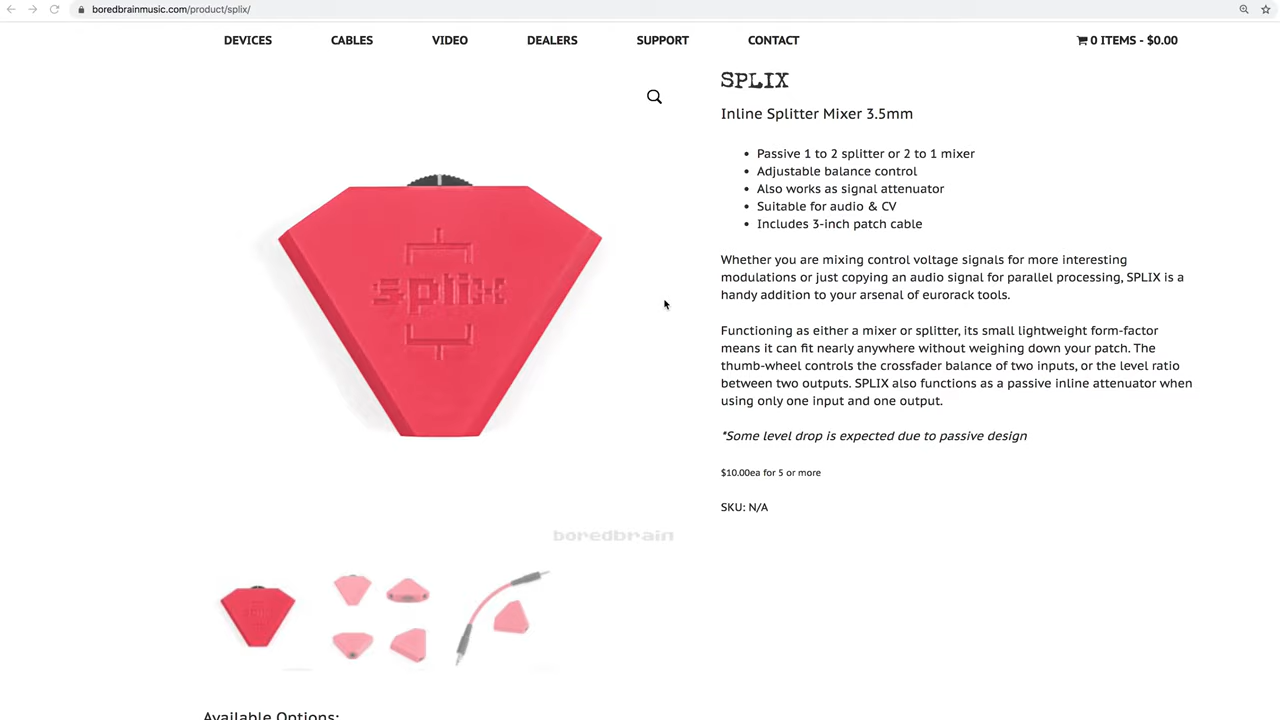 boredbrainmusic.com/product/splix/
DEVICES CABLES VIDEO DEALERS SUPPORT CONTACT 0 ITEMS - $0.00
SPLIX
Inline Splitter Mixer 3.5mm
• Passive 1 to 2 splitter or 2 to 1 mixer
• Adjustable balance control
• Also works as signal attenuator
• Suitable for audio & CV
• Includes 3-inch patch cable
Whether you are mixing control voltage signals for more interesting
modulations or just copying an audio signal for parallel processing, SPLIX is a
handy addition to your arsenal of eurorack tools.
Functioning as either a mixer or splitter, its small lightweight form-factor
means it can fit nearly anywhere without weighing down your patch. The
thumb-wheel controls the crossfader balance of two inputs, or the level ratio
between two outputs. SPLIX also functions as a passive inline attenuator when
using only one input and one output.
*Some level drop is expected due to passive design
$10.00ea for 5 or more
SKU: N/A
splix
boredbrain
Available Options: